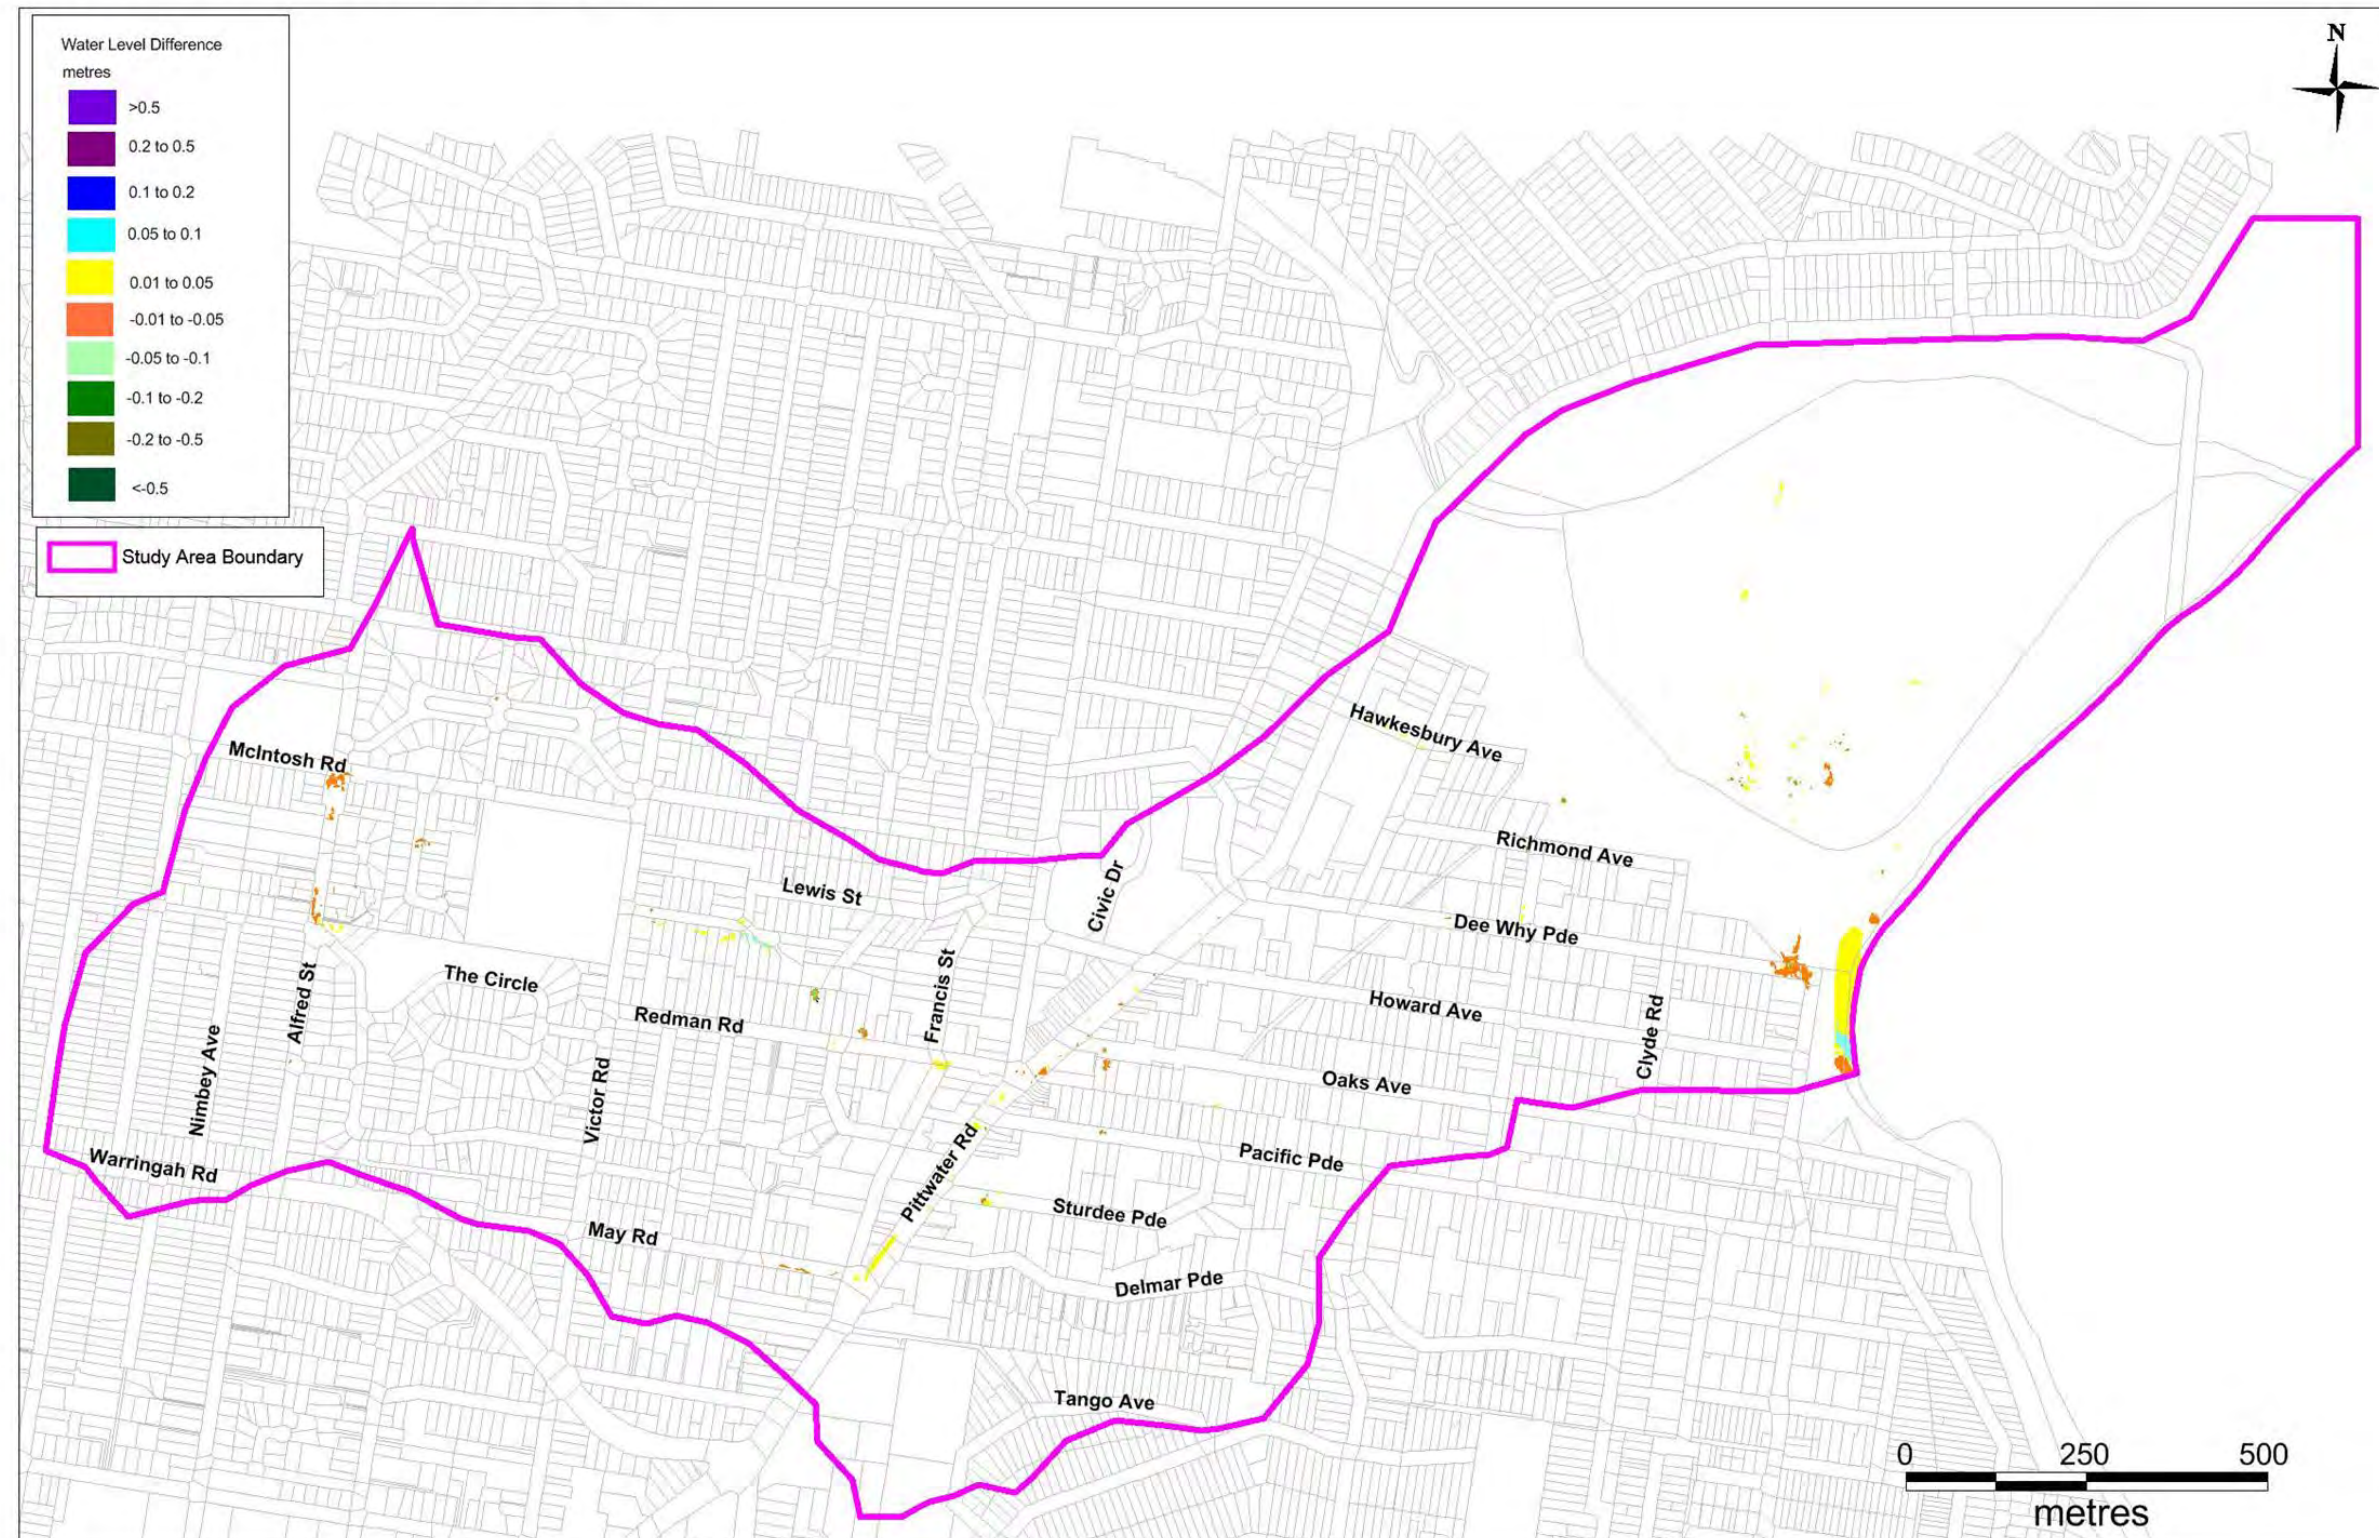 Water Level Difference
metres
>0.5
0.2 to 0.5
0.1 to 0.2
0.05 to 0.1
0.01 to 0.05
-0.01 to -0.05
-0.05 to -0.1
-0.1 to -0.2
-0.2 to -0.5
<-0.5
Study Area Boundary
N
Hawkesbury Ave
McIntosh Rd
Richmond Ave
Lewis St
Civic Dr
Dee Why Pde
The Circle
Francis St
Alfred St
Howard Ave
Redman Rd
Clyde Rd
Nimbey Ave
Victor Rd
Oaks Ave
Pacific Pde
Warringah Rd
Pittwater Rd
Sturdee Pde
May Rd
Delmar Pde
Tango Ave
0 250 500
metres